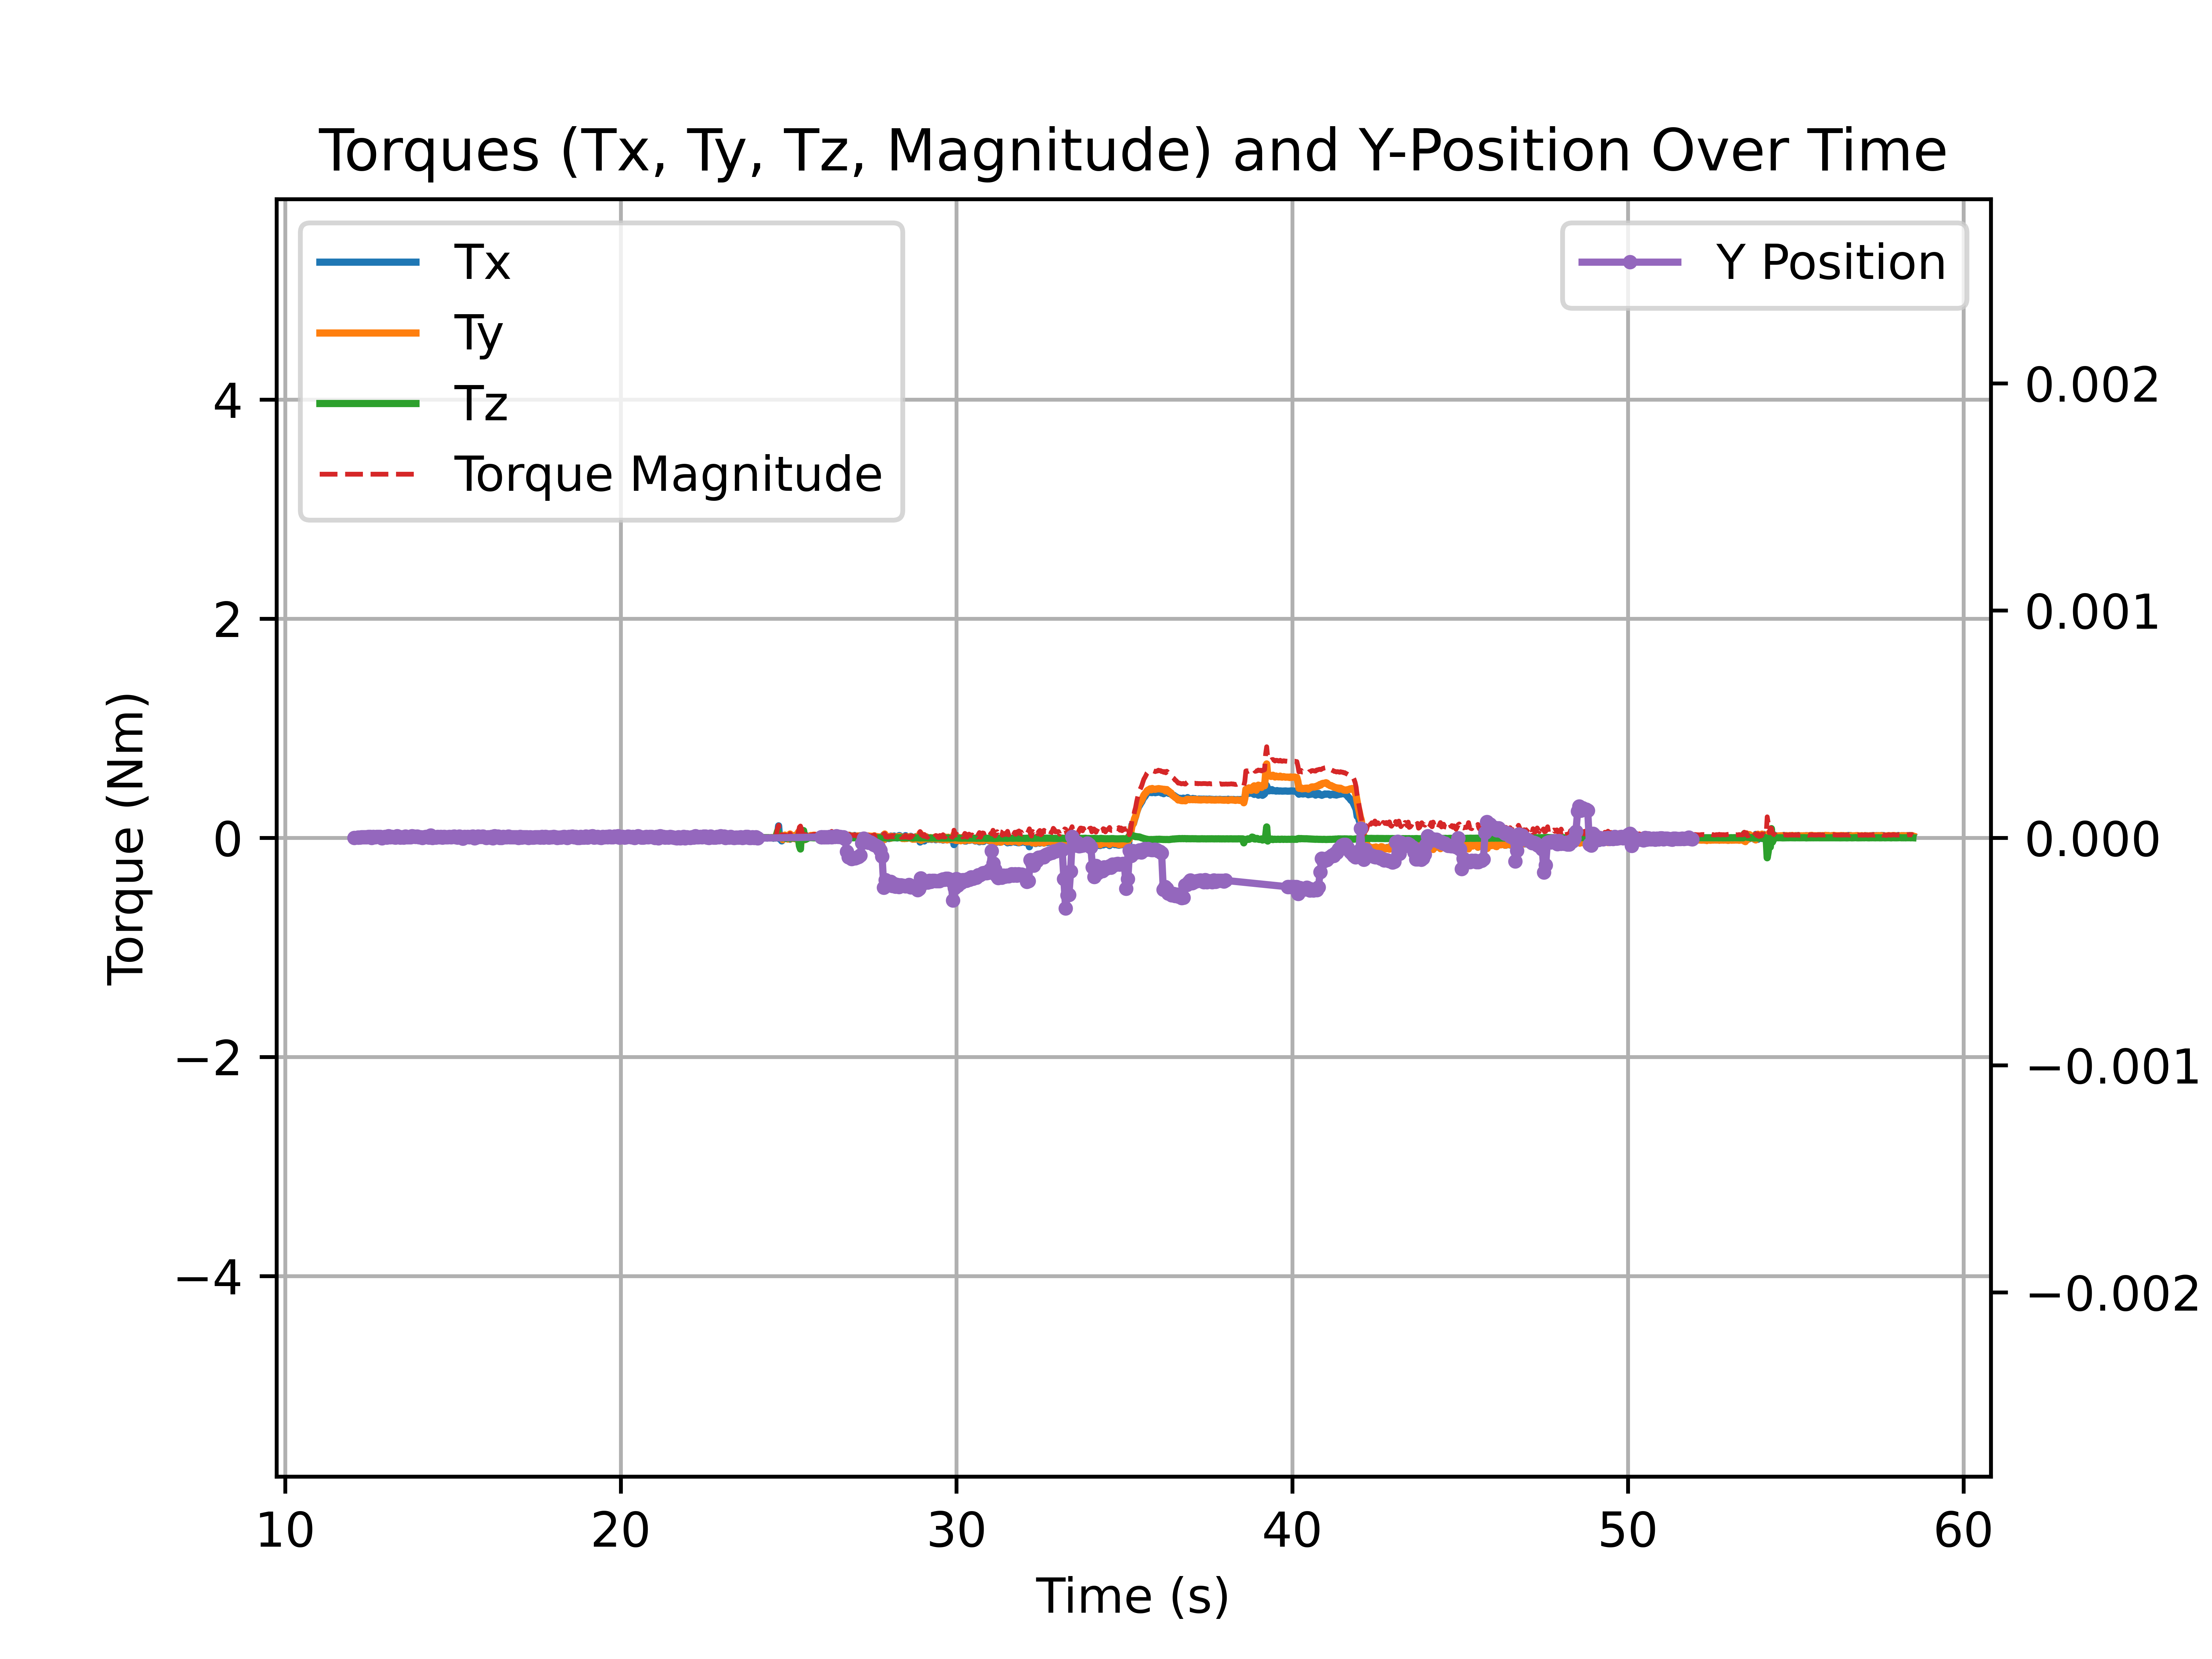 Torques (Tx, Ty, Tz, Magnitude) and Y-Position Over Time
Tx
Ty
Tz
Torque Magnitude
Y Position
4
2
0
−2
−4
Torque (Nm)
0.002
0.001
0.000
−0.001
−0.002
10 20 30 40 50 60
Time (s)